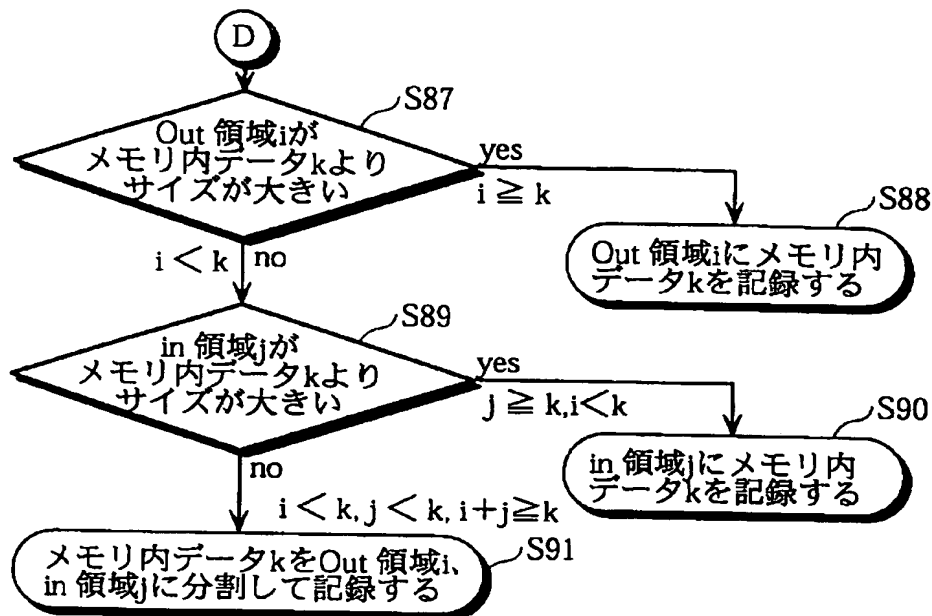 D
S87
Out 領域iが
メモリ内データkより
サイズが大きい
yes
i ≧ k
S88
Out 領域iにメモリ内
データkを記録する
i < k
no
S89
in 領域jが
メモリ内データkより
サイズが大きい
yes
j ≧ k,i<k
S90
in 領域jにメモリ内
データkを記録する
no
i < k, j < k, i+j≧k
S91
メモリ内データkをOut 領域i、
in 領域jに分割して記録する